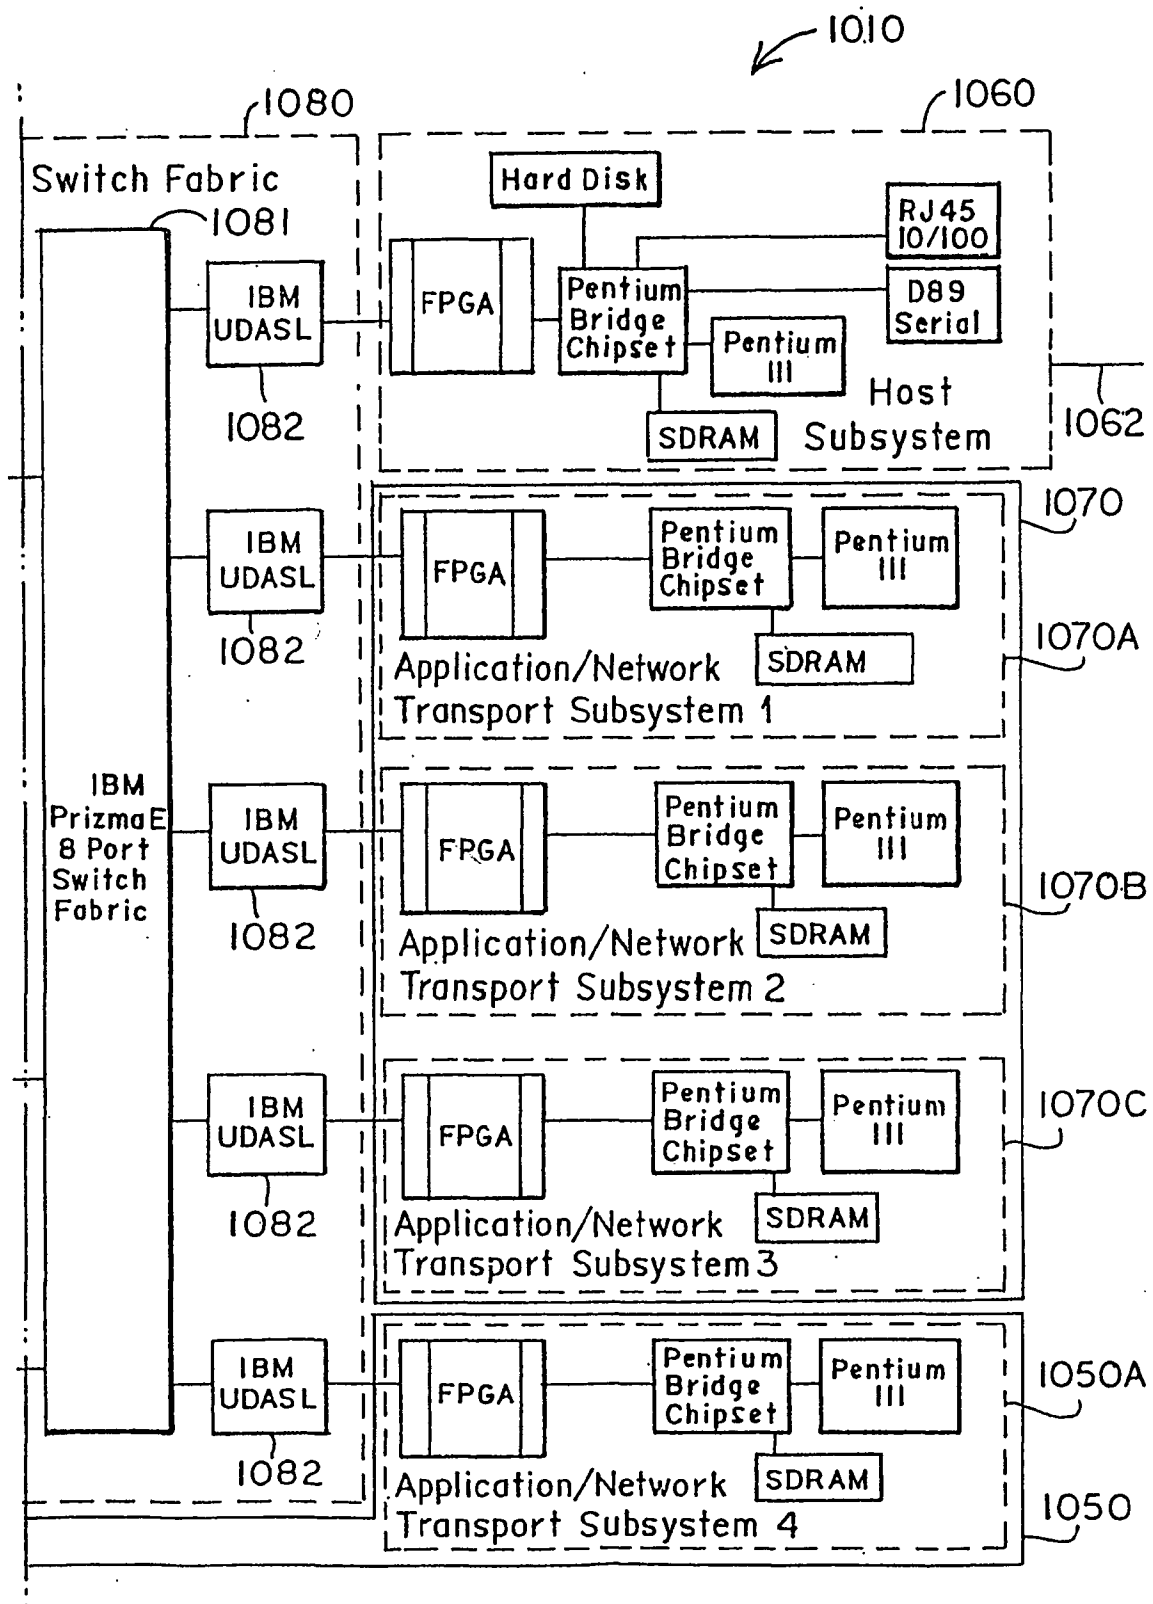 1010
1080
1060
Switch Fabric
1081
Hard Disk
RJ45
10/100
IBM
UDASL
FPGA
Pentium
Bridge
Chipset
D89
Serial
Pentium
III
1082
SDRAM
Host
Subsystem
1062
1070
IBM
UDASL
FPGA
Pentium
Bridge
Chipset
Pentium
III
1082
SDRAM
1070A
Application/Network
Transport Subsystem 1
IBM
PrizmaE
8 Port
Switch
Fabric
IBM
UDASL
FPGA
Pentium
Bridge
Chipset
Pentium
III
1070B
1082
SDRAM
Application/Network
Transport Subsystem 2
IBM
UDASL
FPGA
Pentium
Bridge
Chipset
Pentium
III
1070C
1082
SDRAM
Application/Network
Transport Subsystem 3
IBM
UDASL
FPGA
Pentium
Bridge
Chipset
Pentium
III
1050A
1082
SDRAM
Application/Network
Transport Subsystem 4
1050